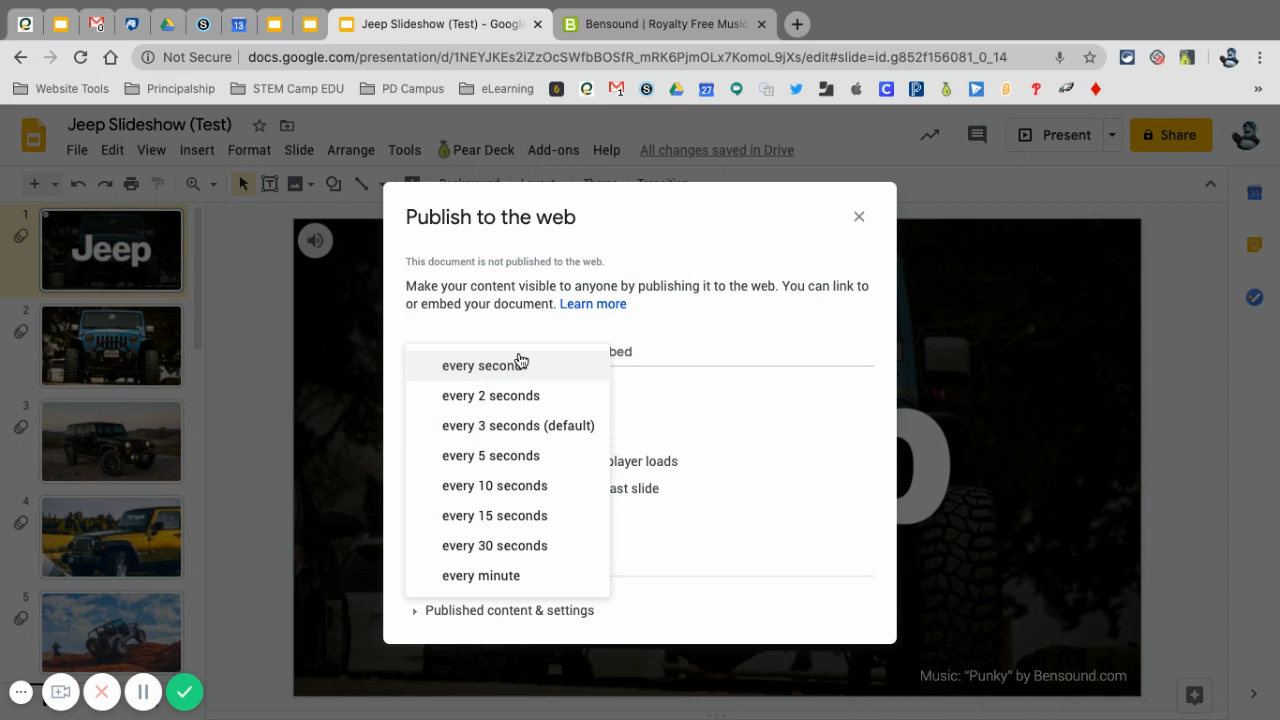 Jeep Slideshow (Test) - Google
Bensound | Royalty Free Music
Not Secure
docs.google.com/presentation/d/1NEYJKEs2iZzOcSWfbBOSfR_mRK6PjmOLx7KomoL9jXs/edit#slide=id.g852f156081_0_14
Website Tools
Principalship
STEM Camp EDU
PD Campus
eLearning
Jeep Slideshow (Test)
File Edit View Insert Format Slide Arrange Tools Pear Deck Add-ons Help All changes saved in Drive
Present
Share
1
Jeep
2
3
4
5
Publish to the web
This document is not published to the web.
Make your content visible to anyone by publishing it to the web. You can link to
or embed your document. Learn more
bed
every second
every 2 seconds
every 3 seconds (default)
every 5 seconds
player loads
every 10 seconds
ast slide
every 15 seconds
every 30 seconds
every minute
Published content & settings
Music: "Punky" by Bensound.com